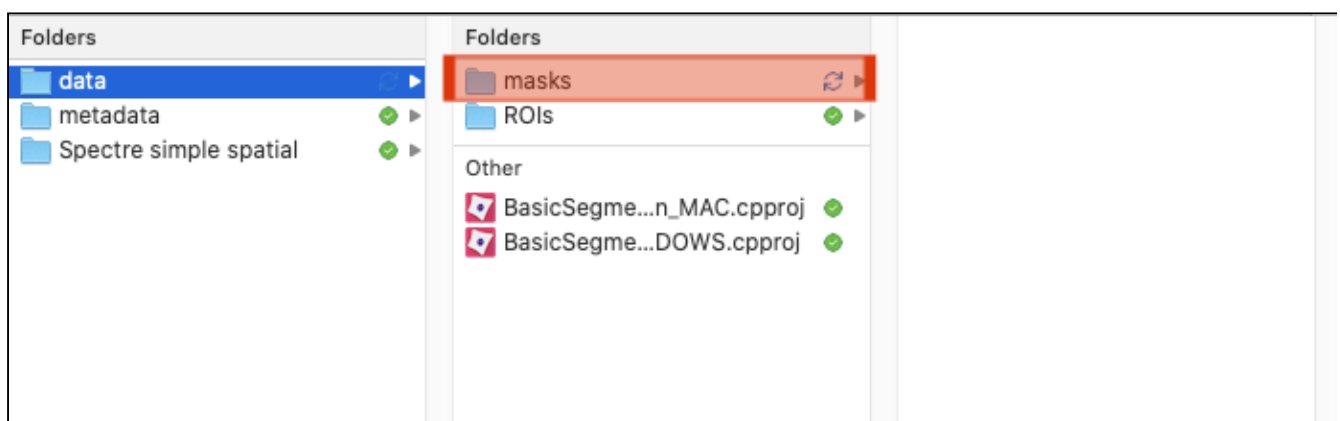 Folders
data
metadata
Spectre simple spatial
Folders
masks
ROIs
Other
BasicSegme...n_MAC.cpproj
BasicSegme...DOWS.cpproj